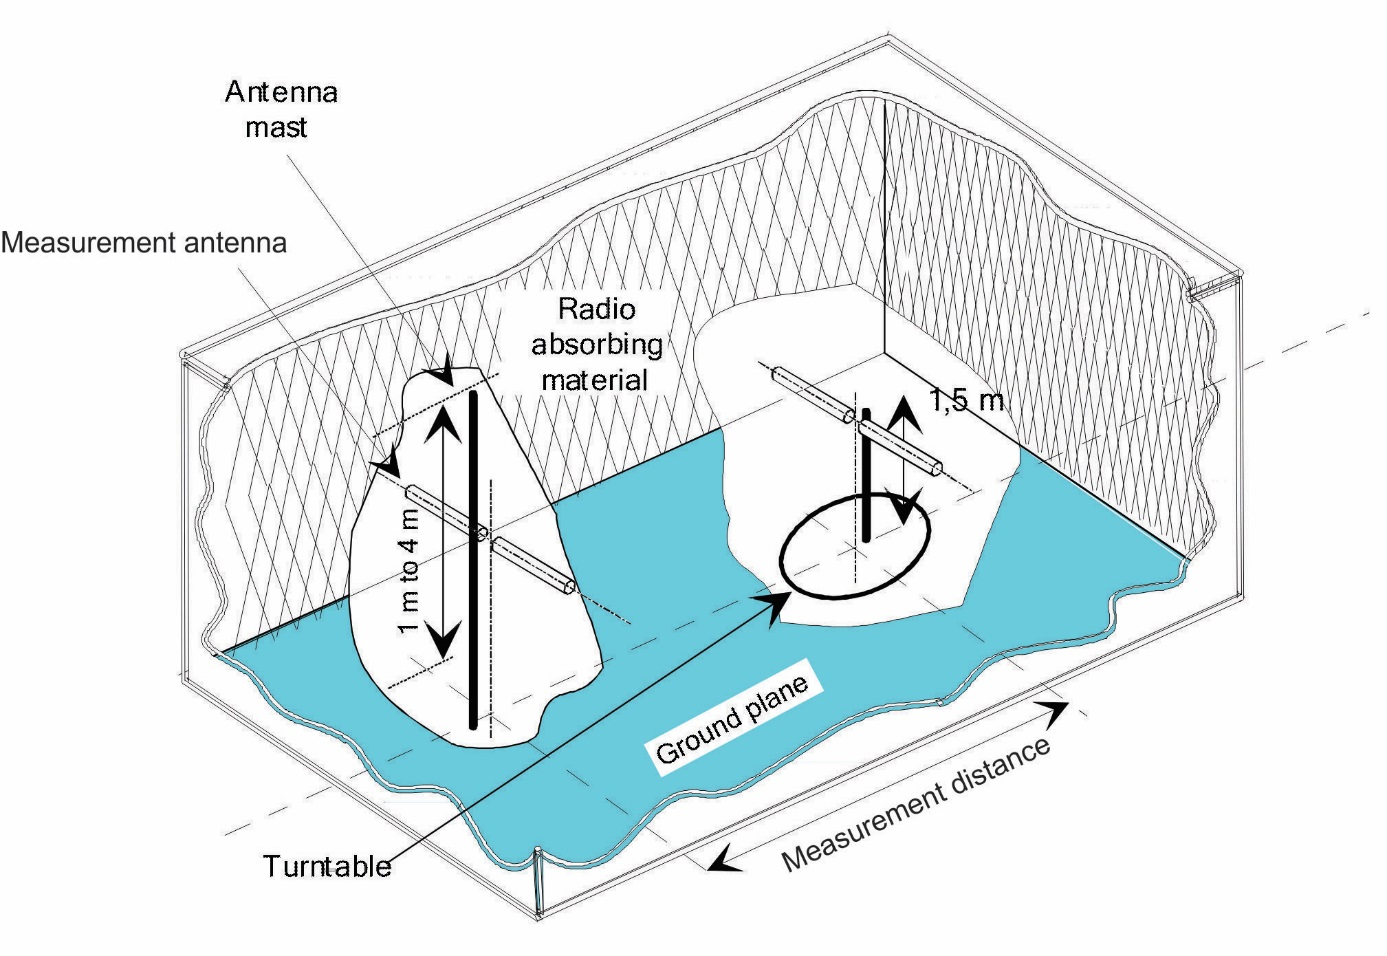 Antenna
mast
Measurement antenna
Radio
absorbing
material
1,5 m
1 m to 4 m
Ground plane
Measurement distance
Turntable